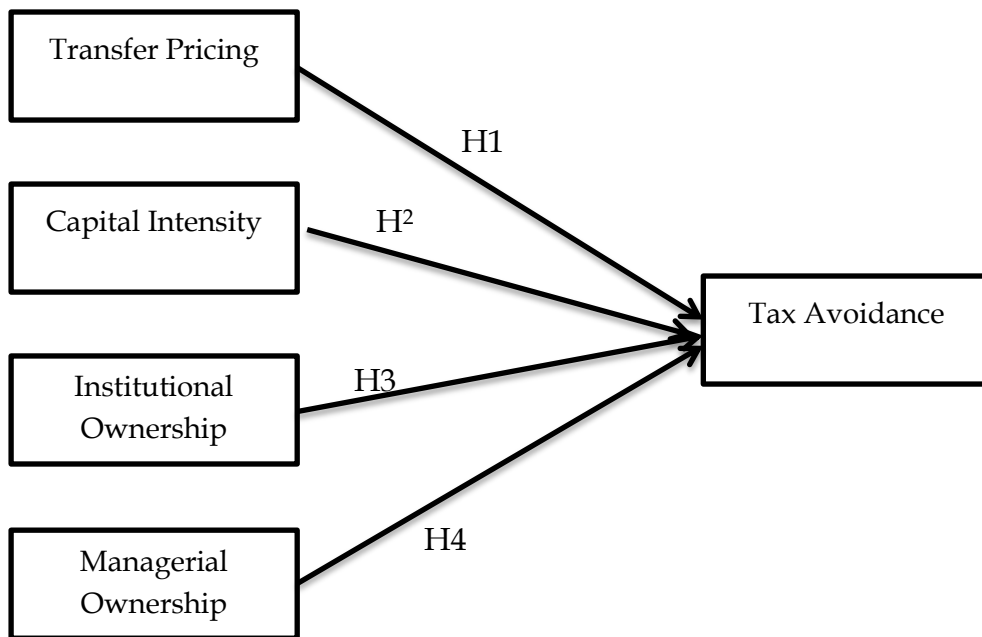 Transfer Pricing
H1
Capital Intensity
H²
Tax Avoidance
Institutional
Ownership
H3
Managerial
Ownership
H4